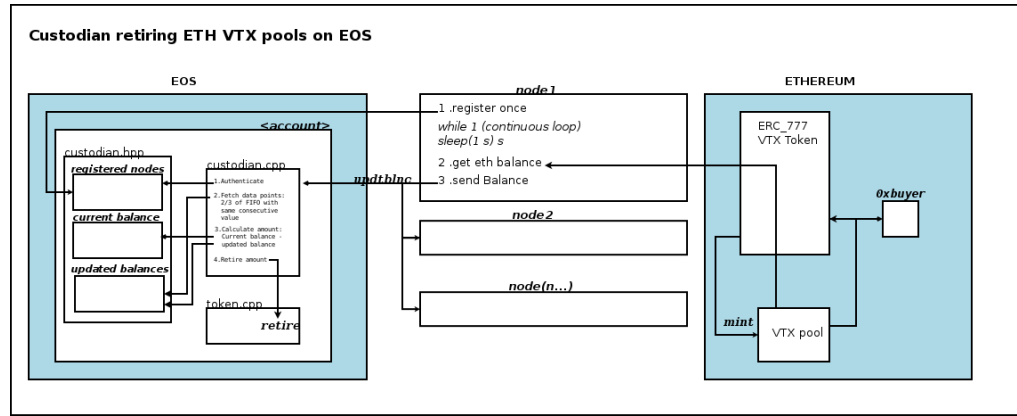 Custodian retiring ETH VTX pools on EOS
EOS
<account>
custodian.hpp
registered nodes
current balance
updated balances
custodian.cpp
1.Authenticate
2.Fetch data points:
2/3 of FIFO with
same consecutive
value
3.Calculate amount:
Current balance -
updated balance
4.Retire amount
token.cpp
retire
updtblnc
node1
1 .register once
while 1 (continuous loop)
sleep(1 s) s
2 .get eth balance
3 .send Balance
node2
node(n...)
ETHEREUM
ERC_777
VTX Token
0xbuyer
mint
VTX pool